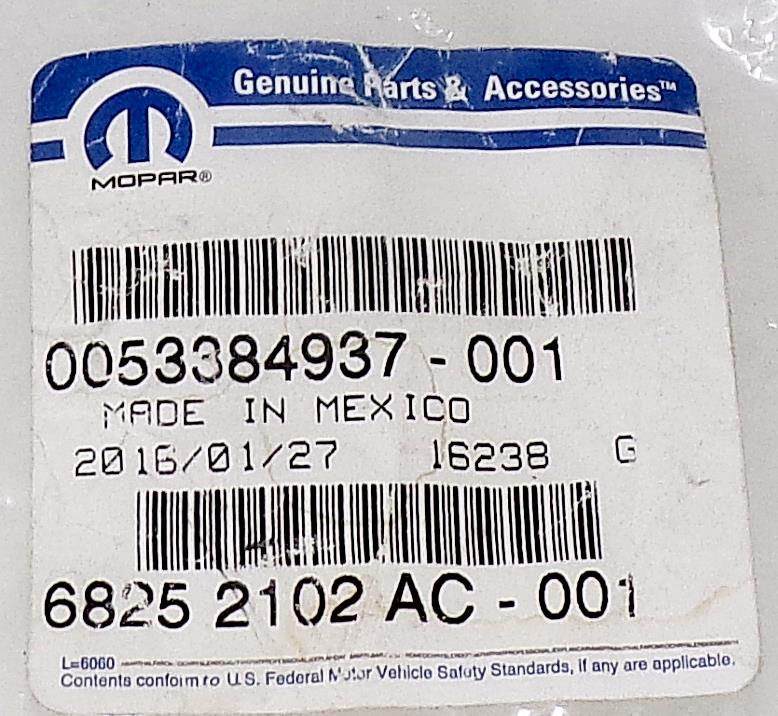 Genuine Parts & Accessories™
MOPAR®
0053384937-001
MADE IN MEXICO
2016/01/27 16238 G
6825 2102 AC - 001
L=6060
Contents conform to U.S. Federal Motor Vehicle Safety Standards, if any are applicable.